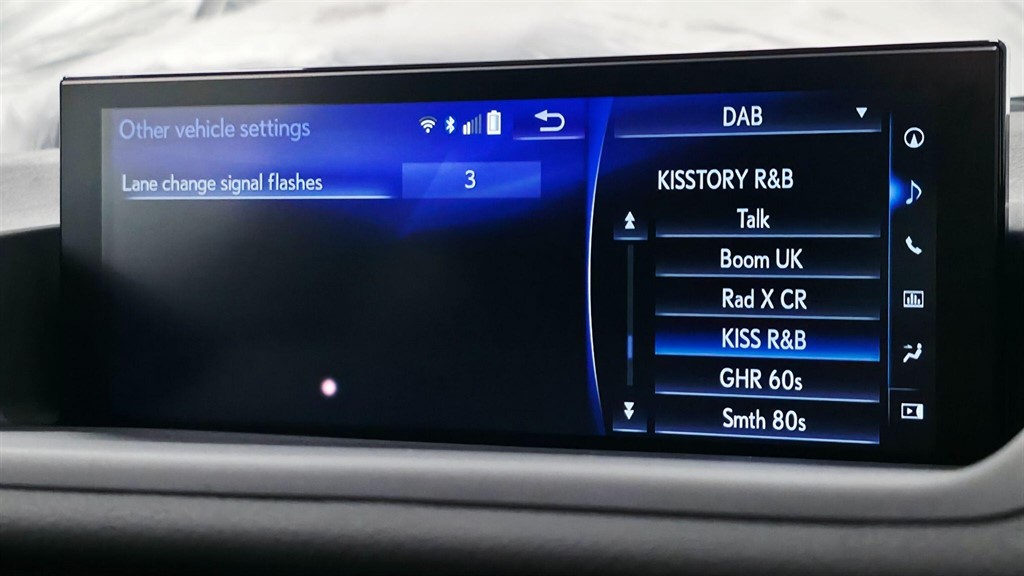 Other vehicle settings
Lane change signal flashes
3
DAB
KISSTORY R&B
Talk
Boom UK
Rad X CR
KISS R&B
GHR 60s
Smth 80s